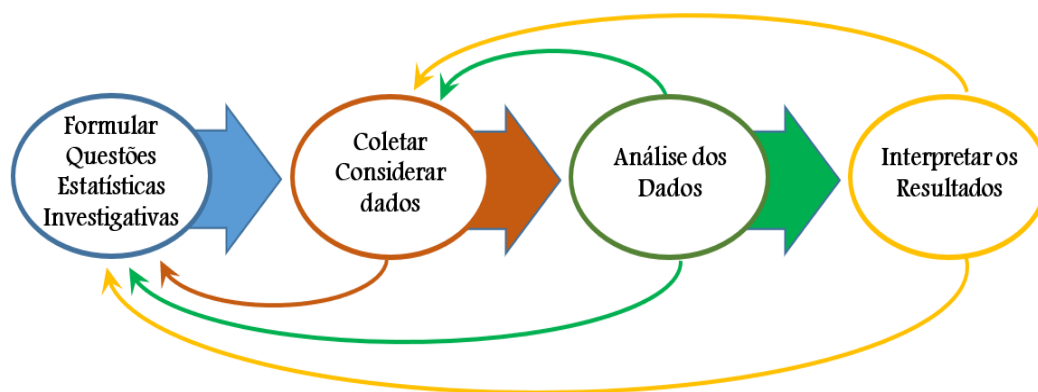 Formular
Questões
Estatísticas
Investigativas
Coletar
Considerar
dados
Análise dos
Dados
Interpretar os
Resultados